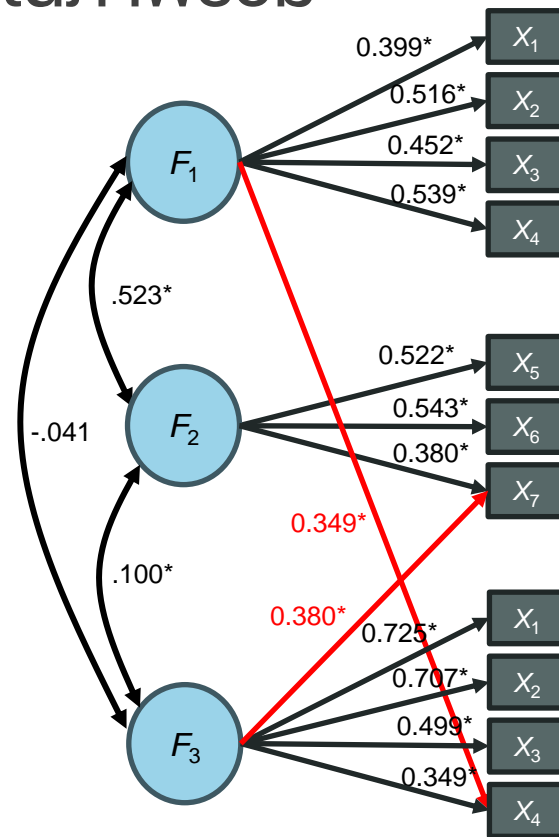 0.399*
X1
0.516*
X2
F1
0.452*
X3
0.539*
X4
.523*
0.522*
X5
-.041
F2
0.543*
X6
0.380*
X7
0.349*
.100*
0.380*
0.725*
X1
0.707*
X2
F3
0.499*
X3
0.349*
X4